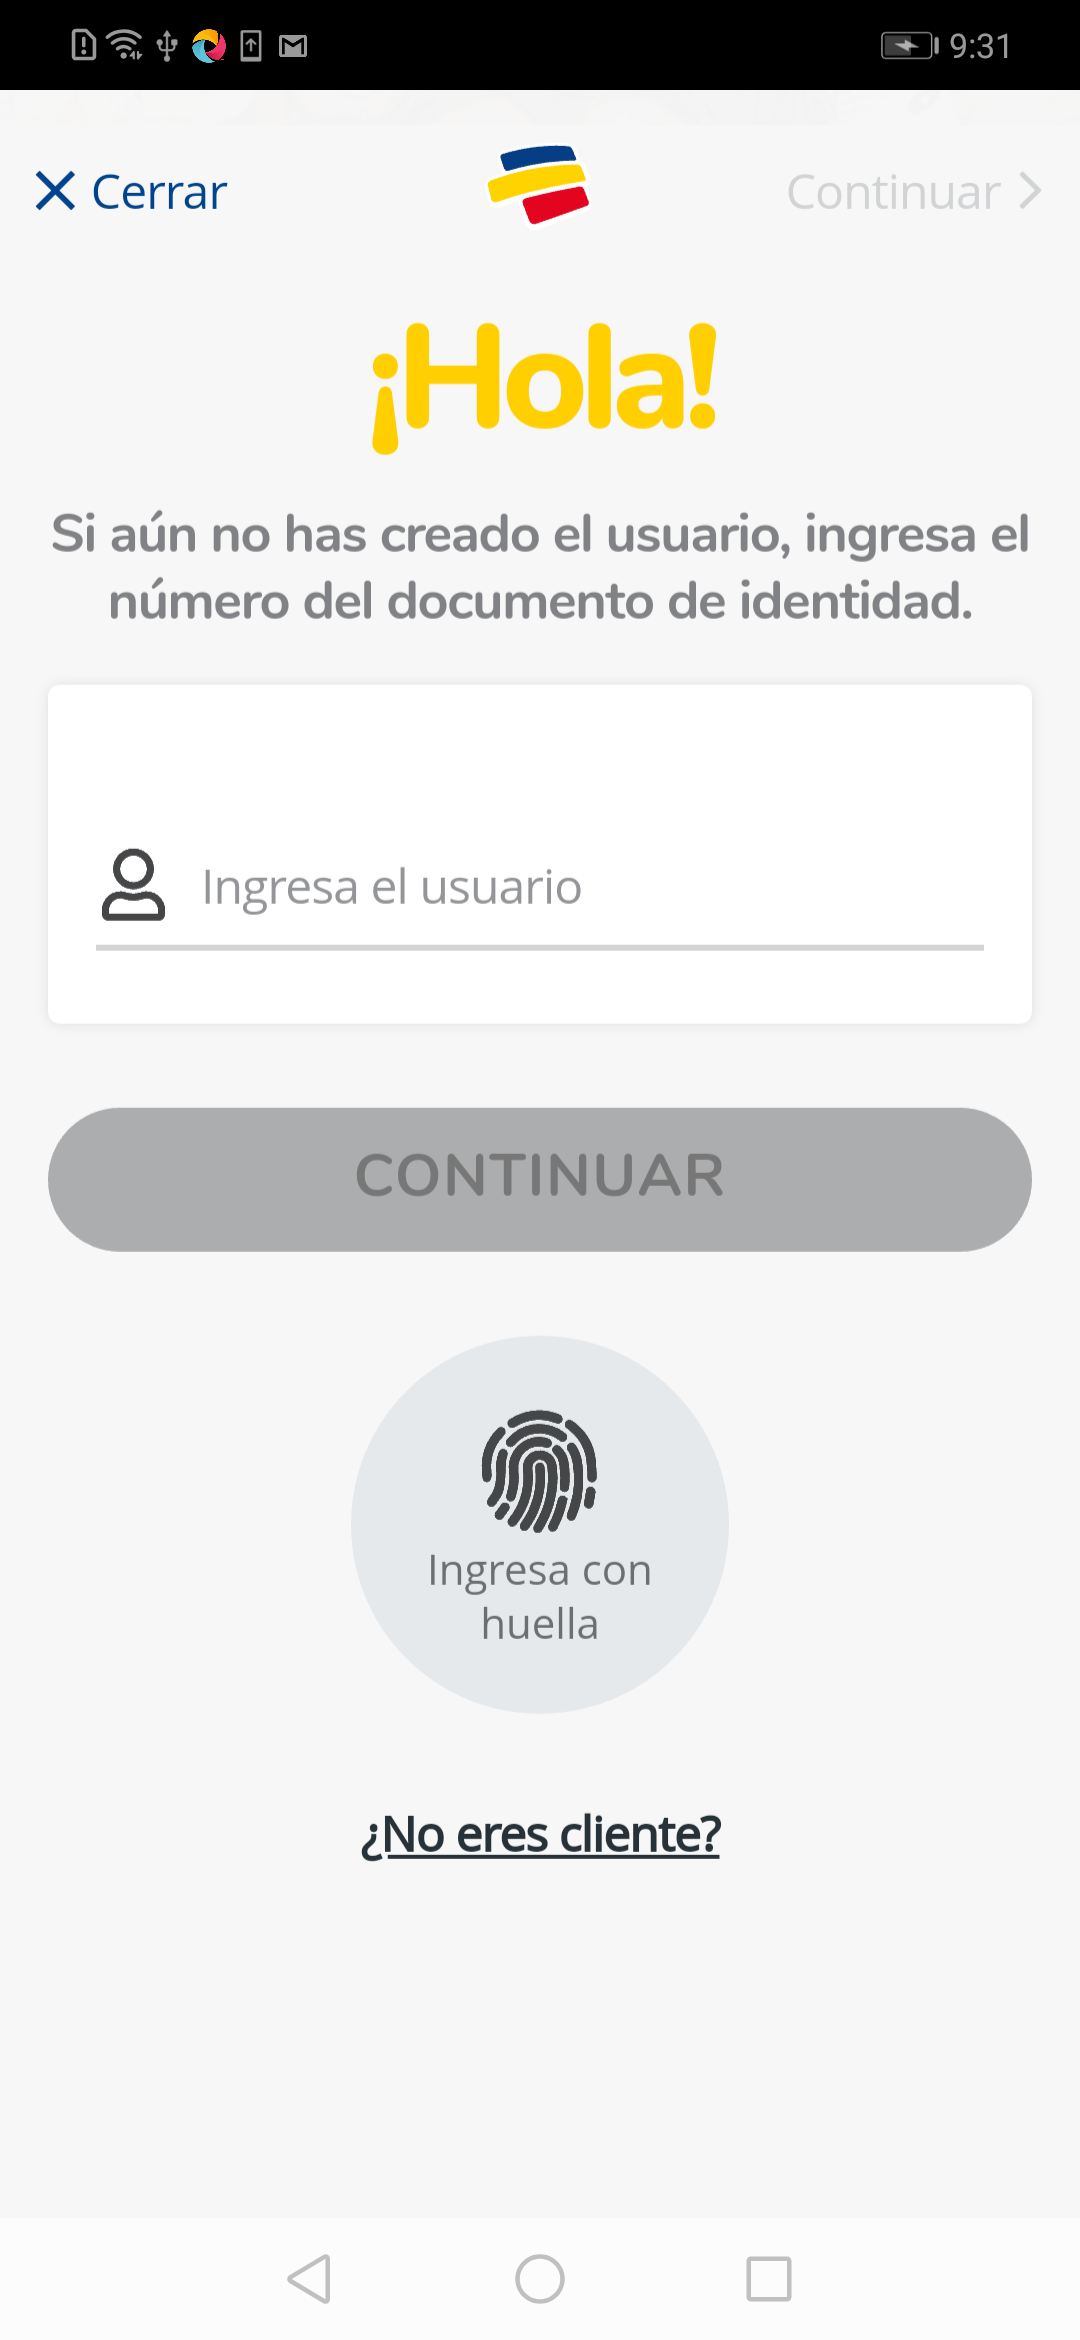 9:31
Cerrar
Continuar
¡Hola!
Si aún no has creado el usuario, ingresa el
número del documento de identidad.
Ingresa el usuario
CONTINUAR
Ingresa con
huella
¿No eres cliente?